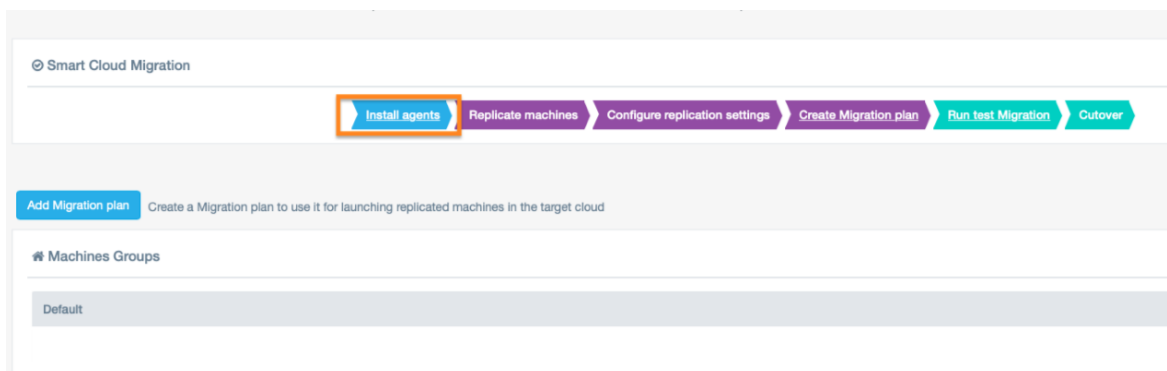 Smart Cloud Migration
Install agents Replicate machines Configure replication settings Create Migration plan Run test Migration Cutover
Add Migration plan Create a Migration plan to use it for launching replicated machines in the target cloud
Machines Groups
Default